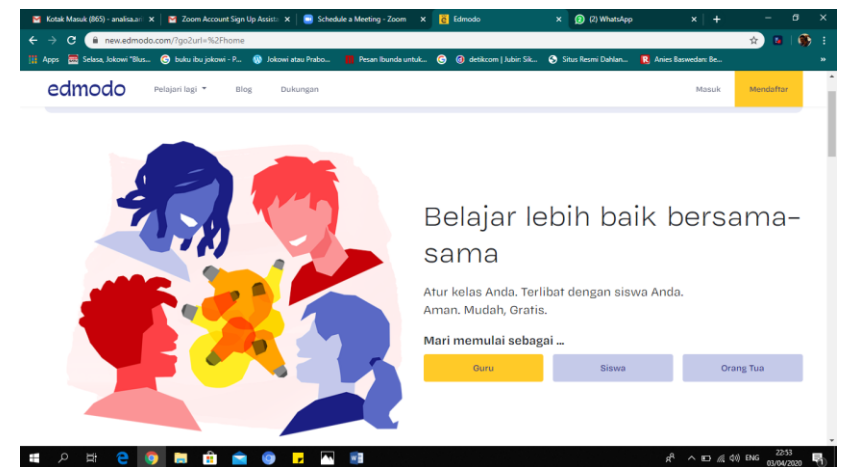 Kotak Masuk (865) - analisa.an
Zoom Account Sign Up Assista
Schedule a Meeting - Zoom
Edmodo
(2) WhatsApp
new.edmodo.com/?go2url=%2Fhome
Apps
Selasa, Jokowi "Blus...
buku ibu jokowi - P...
Jokowi atau Prabo...
Pesan Ibunda untuk...
detikcom | Jubir: Sik...
Situs Resmi Dahlan...
Anies Baswedan: Be...
edmodo
Pelajari lagi
Blog
Dukungan
Masuk
Mendaftar
Belajar lebih baik bersama-
sama
Atur kelas Anda. Terlibat dengan siswa Anda.
Aman. Mudah, Gratis.
Mari memulai sebagai ...
Guru
Siswa
Orang Tua
ENG
22:53
03/04/2020